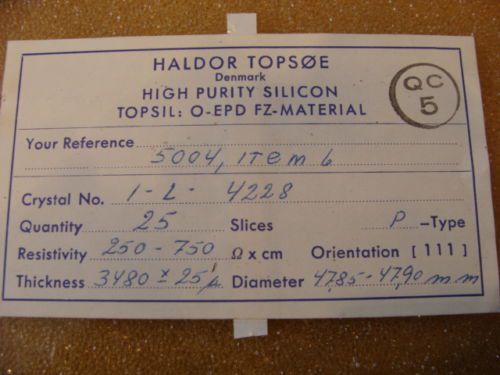 HALDOR TOPSØE
Denmark
HIGH PURITY SILICON
TOPSIL: O-EPD FZ-MATERIAL
QC
5
Your Reference 5004, ITEM 6
Crystal No. 1-L- 4228
Quantity 25 Slices P -Type
Resistivity 250-750 Ω x cm Orientation [111]
Thickness 3480 ± 25 µ Diameter 47.85-47.90 mm